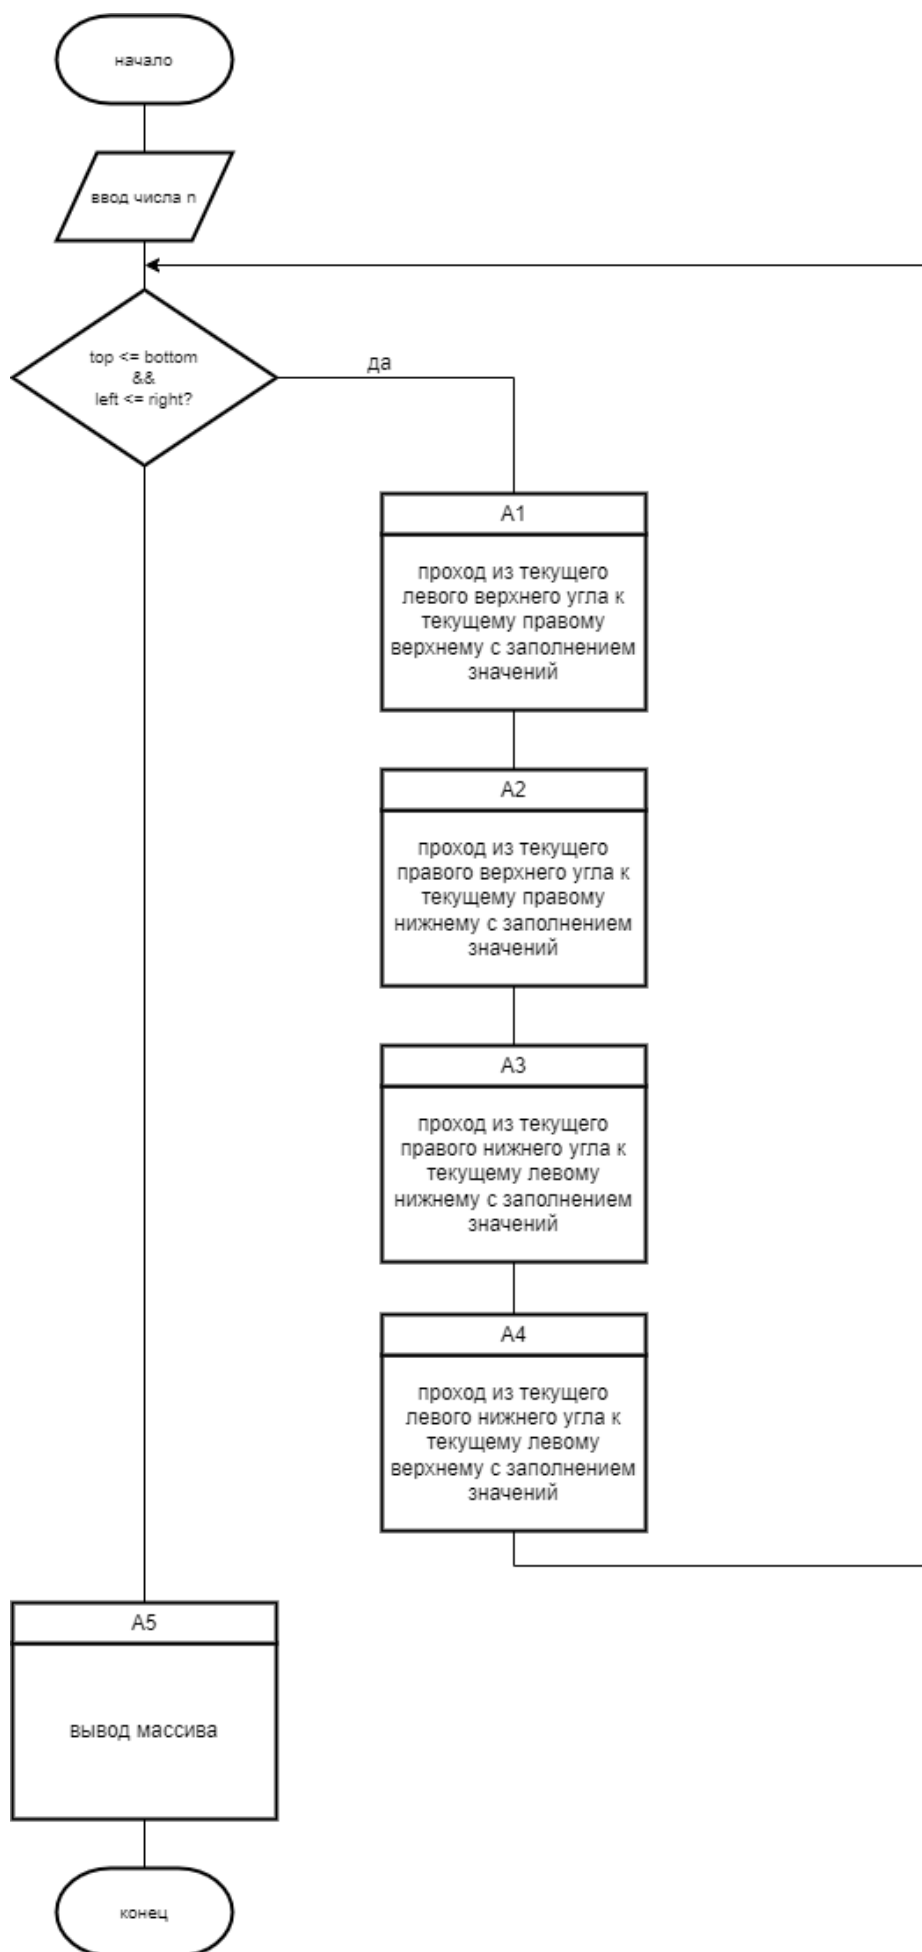 начало
ввод числа n
top <= bottom
&&
left <= right?
да
A1
проход из текущего
левого верхнего угла к
текущему правому
верхнему с заполнением
значений
A2
проход из текущего
правого верхнего угла к
текущему правому
нижнему с заполнением
значений
A3
проход из текущего
правого нижнего угла к
текущему левому
нижнему с заполнением
значений
A4
проход из текущего
левого нижнего угла к
текущему левому
верхнему с заполнением
значений
A5
вывод массива
конец